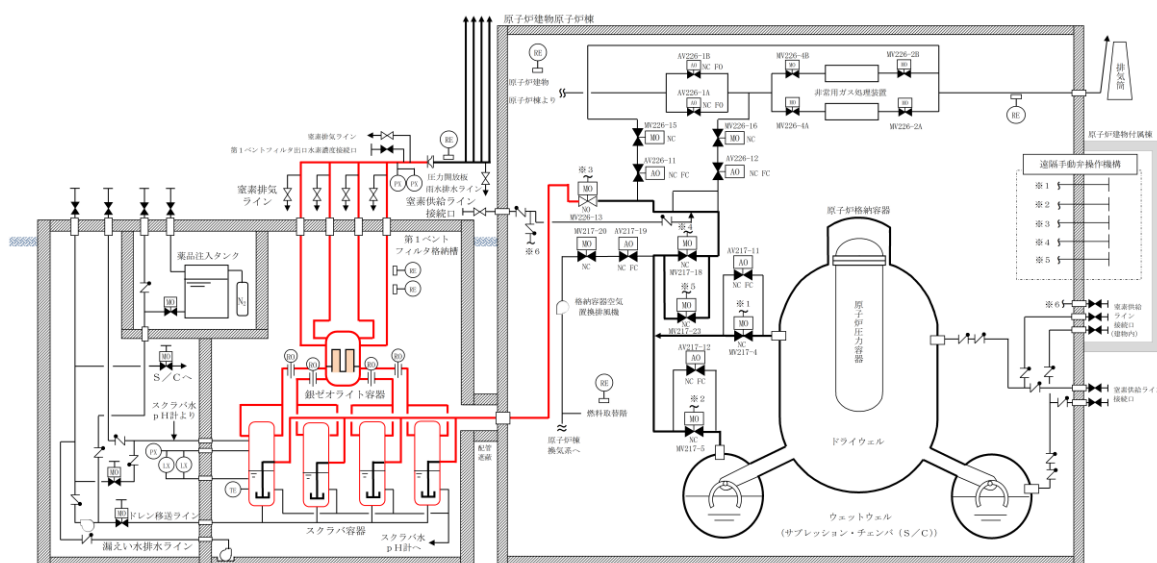 原子炉建物原子炉棟
RE
原子炉建物
原子炉棟より
AV226-1B
AO
NC FO
AV226-1A
AO
NC FO
MV226-4B
MO
MV226-2B
MO
非常用ガス処理装置
MO
MV226-4A
MO
MV226-2A
RE
排気筒
原子炉建物付属棟
遠隔手動弁操作機構
※1
※2
※3
※4
※5
MV226-15
MO
NC
MV226-16
MO
NC
AV226-11
AO
NC FC
AV226-12
AO
NC FC
※3
MO
NO
MV226-13
MV217-20
MO
NC
AV217-19
AO
NC FC
※4
MO
NC
MV217-18
※5
MO
NC
MV217-23
AV217-11
AO
NC FC
※1
MO
NC
MV217-4
AV217-12
AO
NC FC
※2
MO
NC
MV217-5
格納容器空気
置換排風機
RE
燃料取替階
原子炉棟
換気系へ
原子炉格納容器
原子炉圧力容器
ドライウェル
ウェットウェル
(サプレッション・チェンバ(S/C))
※6
窒素供給
ライン
接続口
(建物内)
窒素供給ライン
接続口
窒素排気ライン
第1ベントフィルタ出口水素濃度接続口
RE
PX
PX
圧力開放板
雨水排水ライン
窒素排気
ライン
窒素供給ライン
接続口
※6
第1ベント
フィルタ格納槽
RE
RE
薬品注入タンク
N2
MO
MO
S/Cへ
スクラバ水
pH計より
RO
RO
RO
RO
銀ゼオライト容器
PX
LX
LX
TE
MO
MO
ドレン移送ライン
漏えい水排水ライン
スクラバ容器
スクラバ水
pH計へ
配管
遮蔽